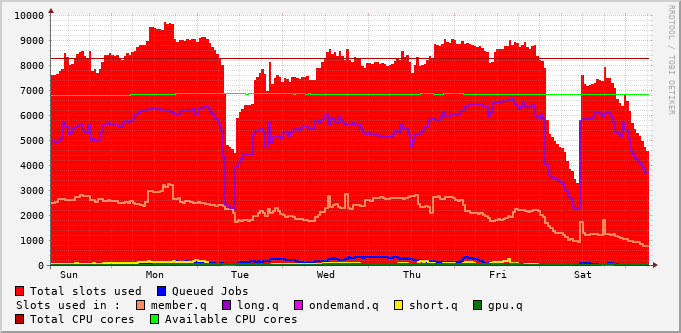 10000
9000
8000
7000
6000
5000
4000
3000
2000
1000
0
Sun Mon Tue Wed Thu Fri Sat
RRDTOOL / TOBI OETIKER
Total slots used Queued Jobs
Slots used in : member.q long.q ondemand.q short.q gpu.q
Total CPU cores Available CPU cores